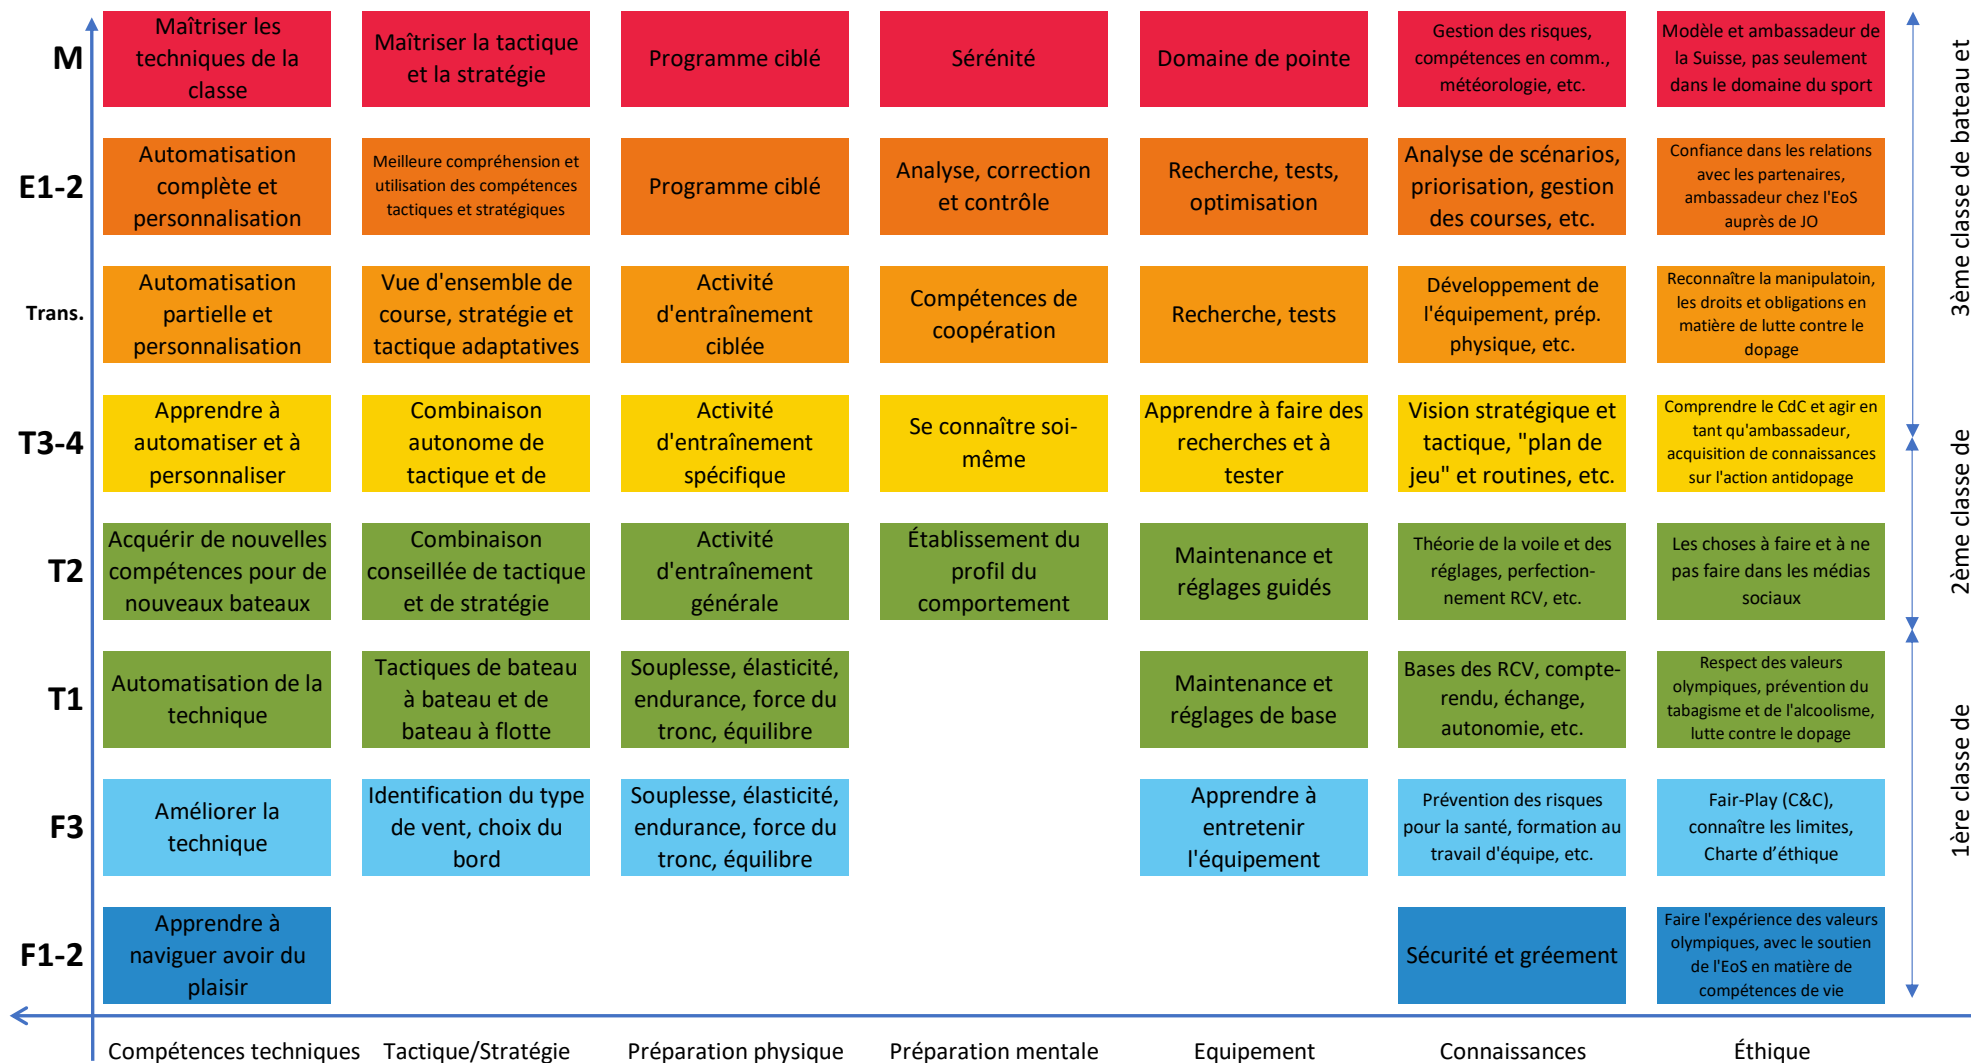 M
Maîtriser les
techniques de la
classe
Maîtriser la tactique
et la stratégie
Programme ciblé
Sérénité
Domaine de pointe
Gestion des risques,
compétences en comm.,
météorologie, etc.
Modèle et ambassadeur de
la Suisse, pas seulement
dans le domaine du sport
E1-2
Automatisation
complète et
personnalisation
Meilleure compréhension et
utilisation des compétences
tactiques et stratégiques
Programme ciblé
Analyse, correction
et contrôle
Recherche, tests,
optimisation
Analyse de scénarios,
priorisation, gestion
des courses, etc.
Confiance dans les relations
avec les partenaires,
ambassadeur chez l'EoS
auprès de JO
Trans.
Automatisation
partielle et
personnalisation
Vue d'ensemble de
course, stratégie et
tactique adaptatives
Activité
d'entraînement
ciblée
Compétences de
coopération
Recherche, tests
Développement de
l'équipement, prép.
physique, etc.
Reconnaître la manipulatoin,
les droits et obligations en
matière de lutte contre le
dopage
3ème classe de bateau et
T3-4
Apprendre à
automatiser et à
personnaliser
Combinaison
autonome de
tactique et de
Activité
d'entraînement
spécifique
Se connaître soi-
même
Apprendre à faire des
recherches et à
tester
Vision stratégique et
tactique, "plan de
jeu" et routines, etc.
Comprendre le CdC et agir en
tant qu'ambassadeur,
acquisition de connaissances
sur l'action antidopage
T2
Acquérir de nouvelles
compétences pour de
nouveaux bateaux
Combinaison
conseillée de tactique
et de stratégie
Activité
d'entraînement
générale
Établissement du
profil du
comportement
Maintenance et
réglages guidés
Théorie de la voile et des
réglages, perfection-
nement RCV, etc.
Les choses à faire et à ne
pas faire dans les médias
sociaux
2ème classe de
T1
Automatisation de la
technique
Tactiques de bateau
à bateau et de
bateau à flotte
Souplesse, élasticité,
endurance, force du
tronc, équilibre
Maintenance et
réglages de base
Bases des RCV, compte-
rendu, échange,
autonomie, etc.
Respect des valeurs
olympiques, prévention du
tabagisme et de l'alcoolisme,
lutte contre le dopage
F3
Améliorer la
technique
Identification du type
de vent, choix du
bord
Souplesse, élasticité,
endurance, force du
tronc, équilibre
Apprendre à
entretenir
l'équipement
Prévention des risques
pour la santé, formation au
travail d'équipe, etc.
Fair-Play (C&C),
connaître les limites,
Charte d’éthique
1ère classe de
F1-2
Apprendre à
naviguer avoir du
plaisir
Sécurité et gréement
Faire l'expérience des valeurs
olympiques, avec le soutien
de l'EoS en matière de
compétences de vie
Compétences techniques
Tactique/Stratégie
Préparation physique
Préparation mentale
Equipement
Connaissances
Éthique